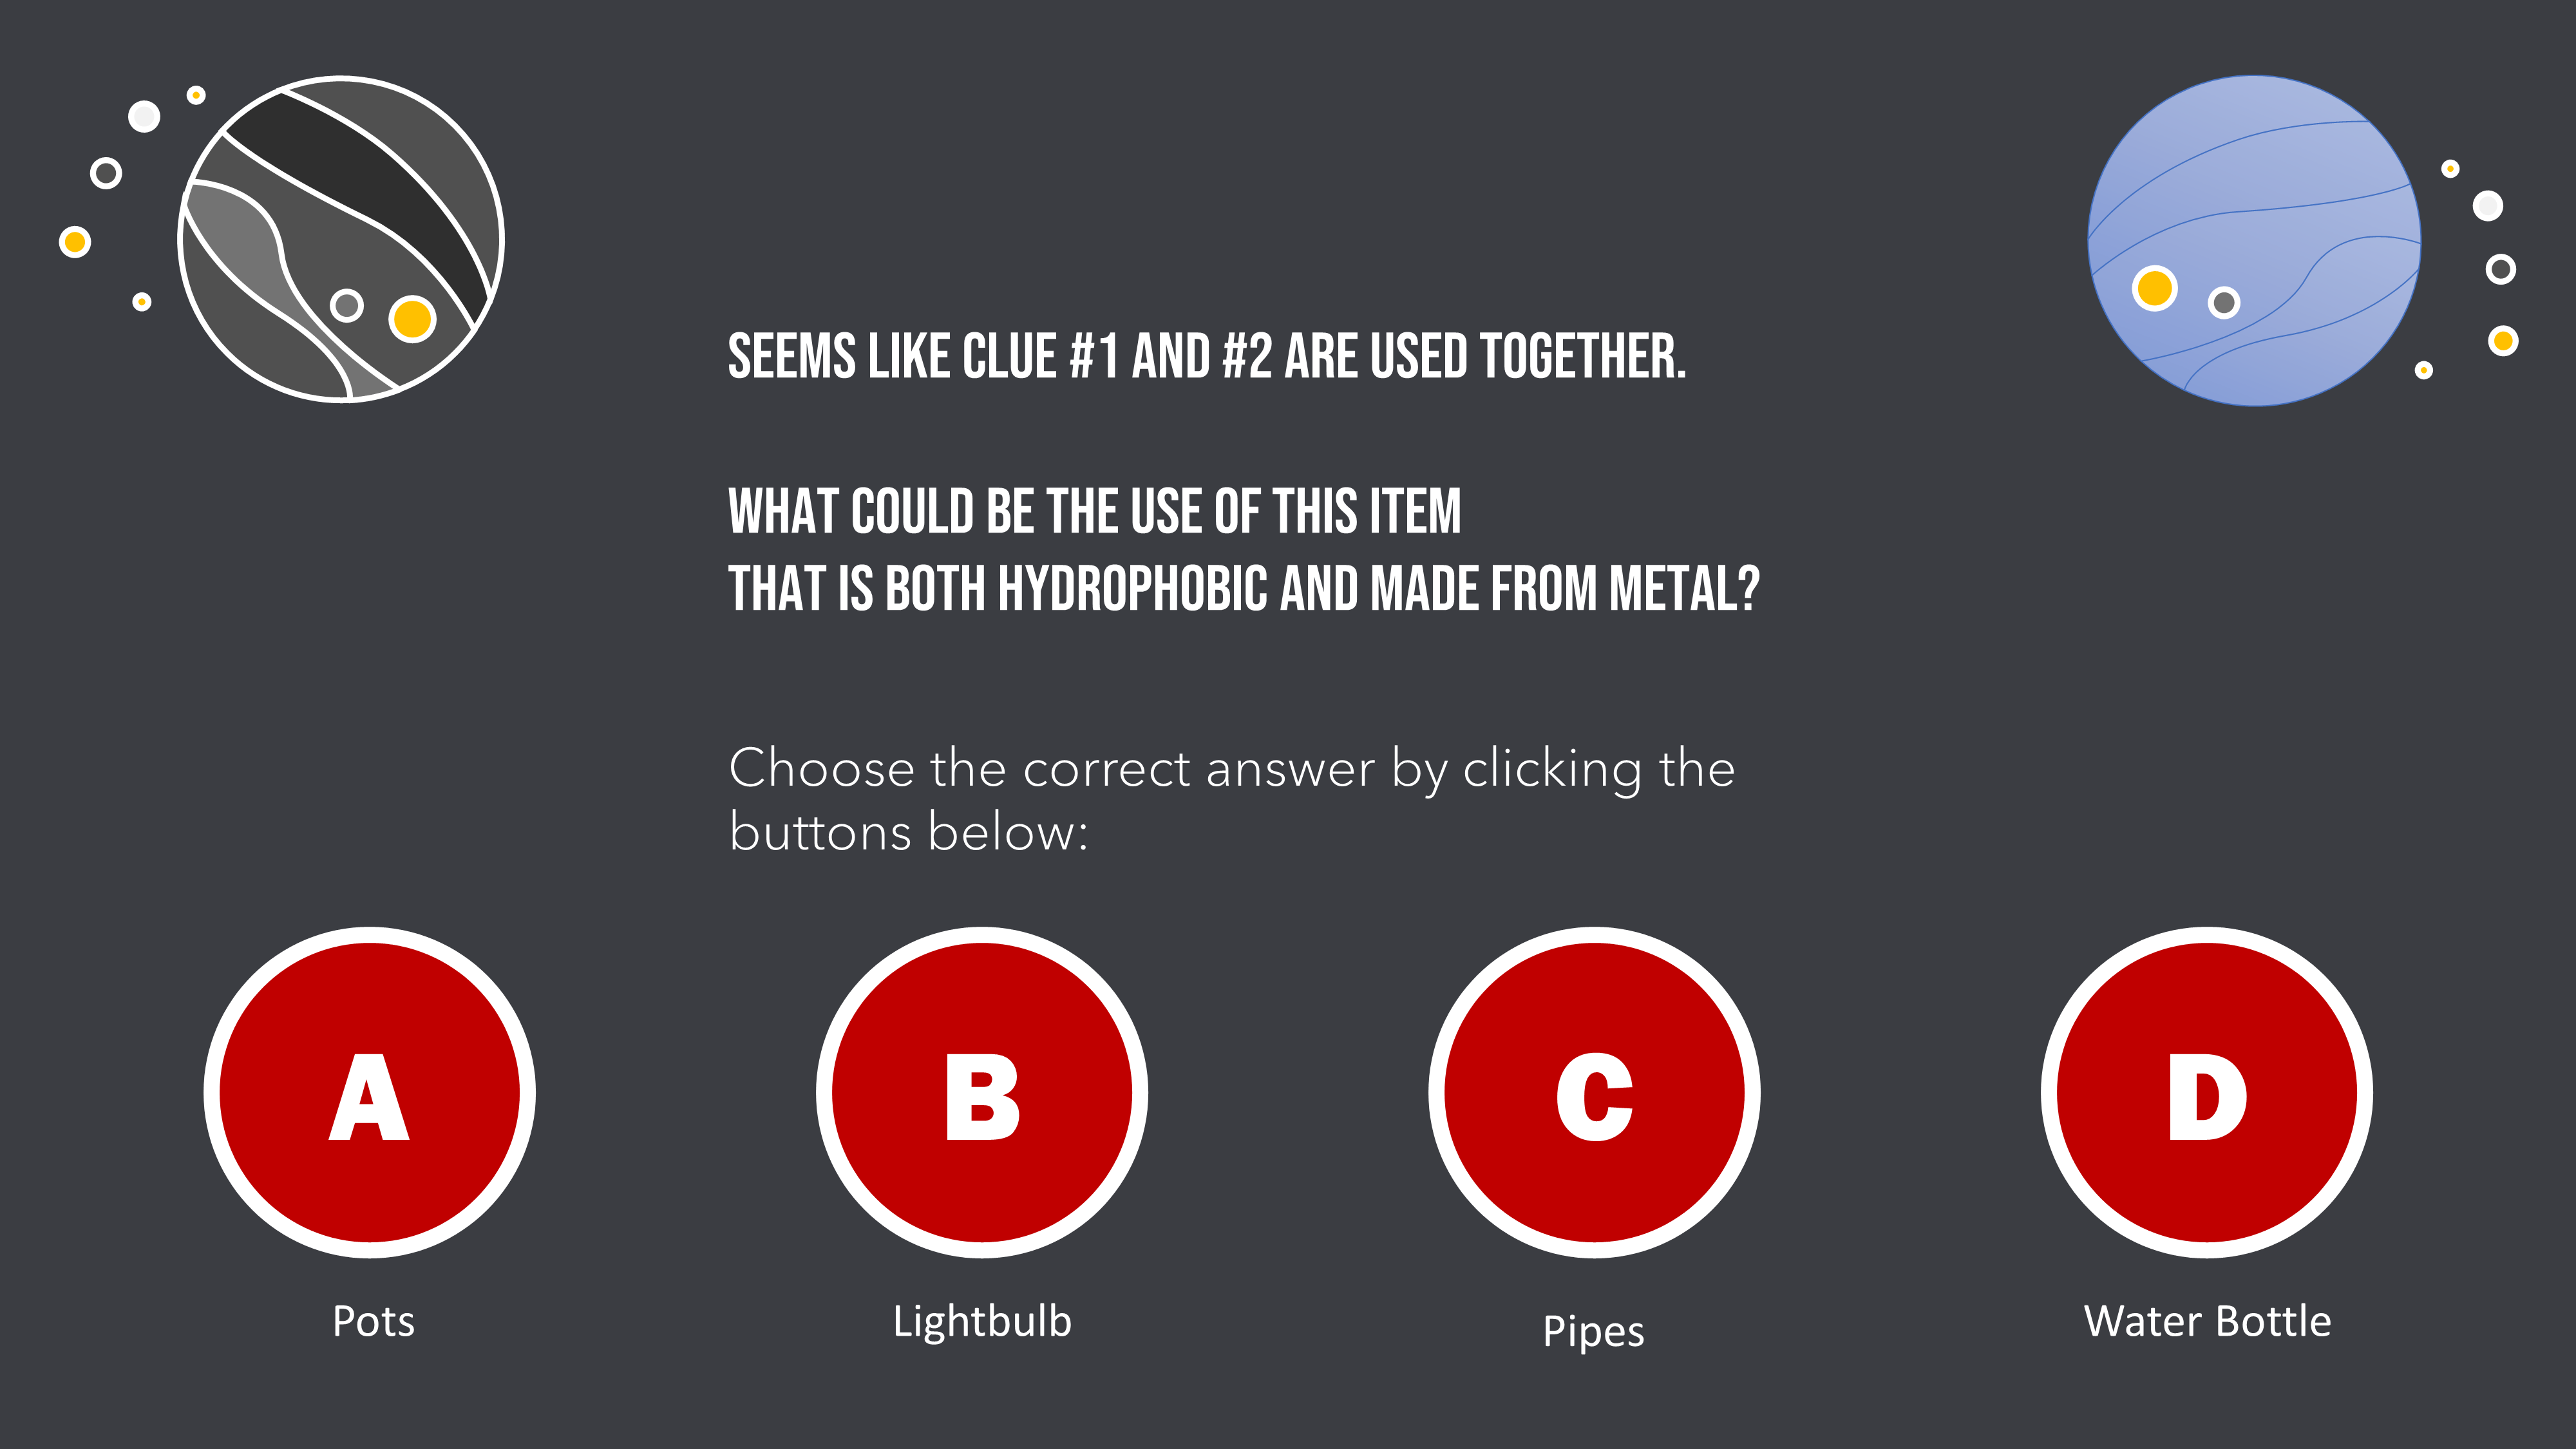 SEEMS LIKE CLUE #1 AND #2 ARE USED TOGETHER.
WHAT COULD BE THE USE OF THIS ITEM
THAT IS BOTH HYDROPHOBIC AND MADE FROM METAL?
Choose the correct answer by clicking the
buttons below:
A
B
C
D
Pots
Lightbulb
Pipes
Water Bottle